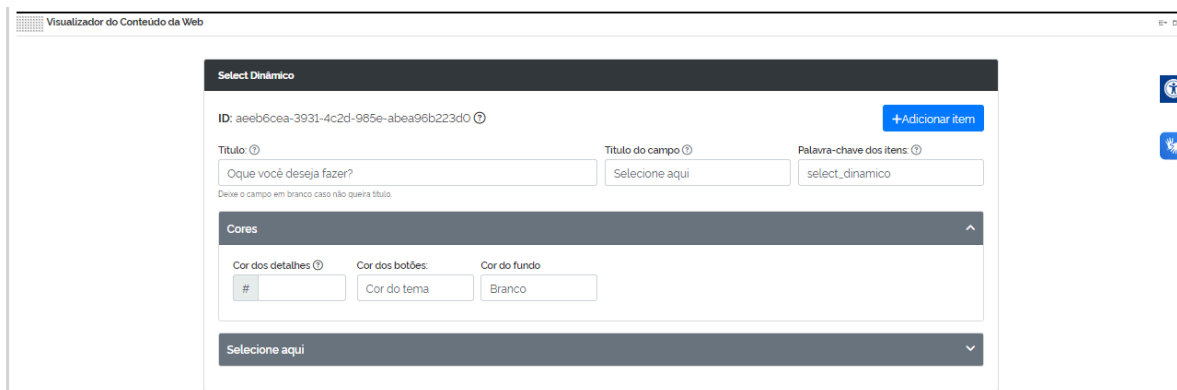 Visualizador do Conteúdo da Web
Select Dinâmico
ID: aeeb6cea-3931-4c2d-985e-abea96b223d0
+Adicionar item
Título:
Título do campo
Palavra-chave dos itens:
Oque você deseja fazer?
Selecione aqui
select_dinamico
Deixe o campo em branco caso não queira título.
Cores
Cor dos detalhes
Cor dos botões:
Cor do fundo
#
Cor do tema
Branco
Selecione aqui